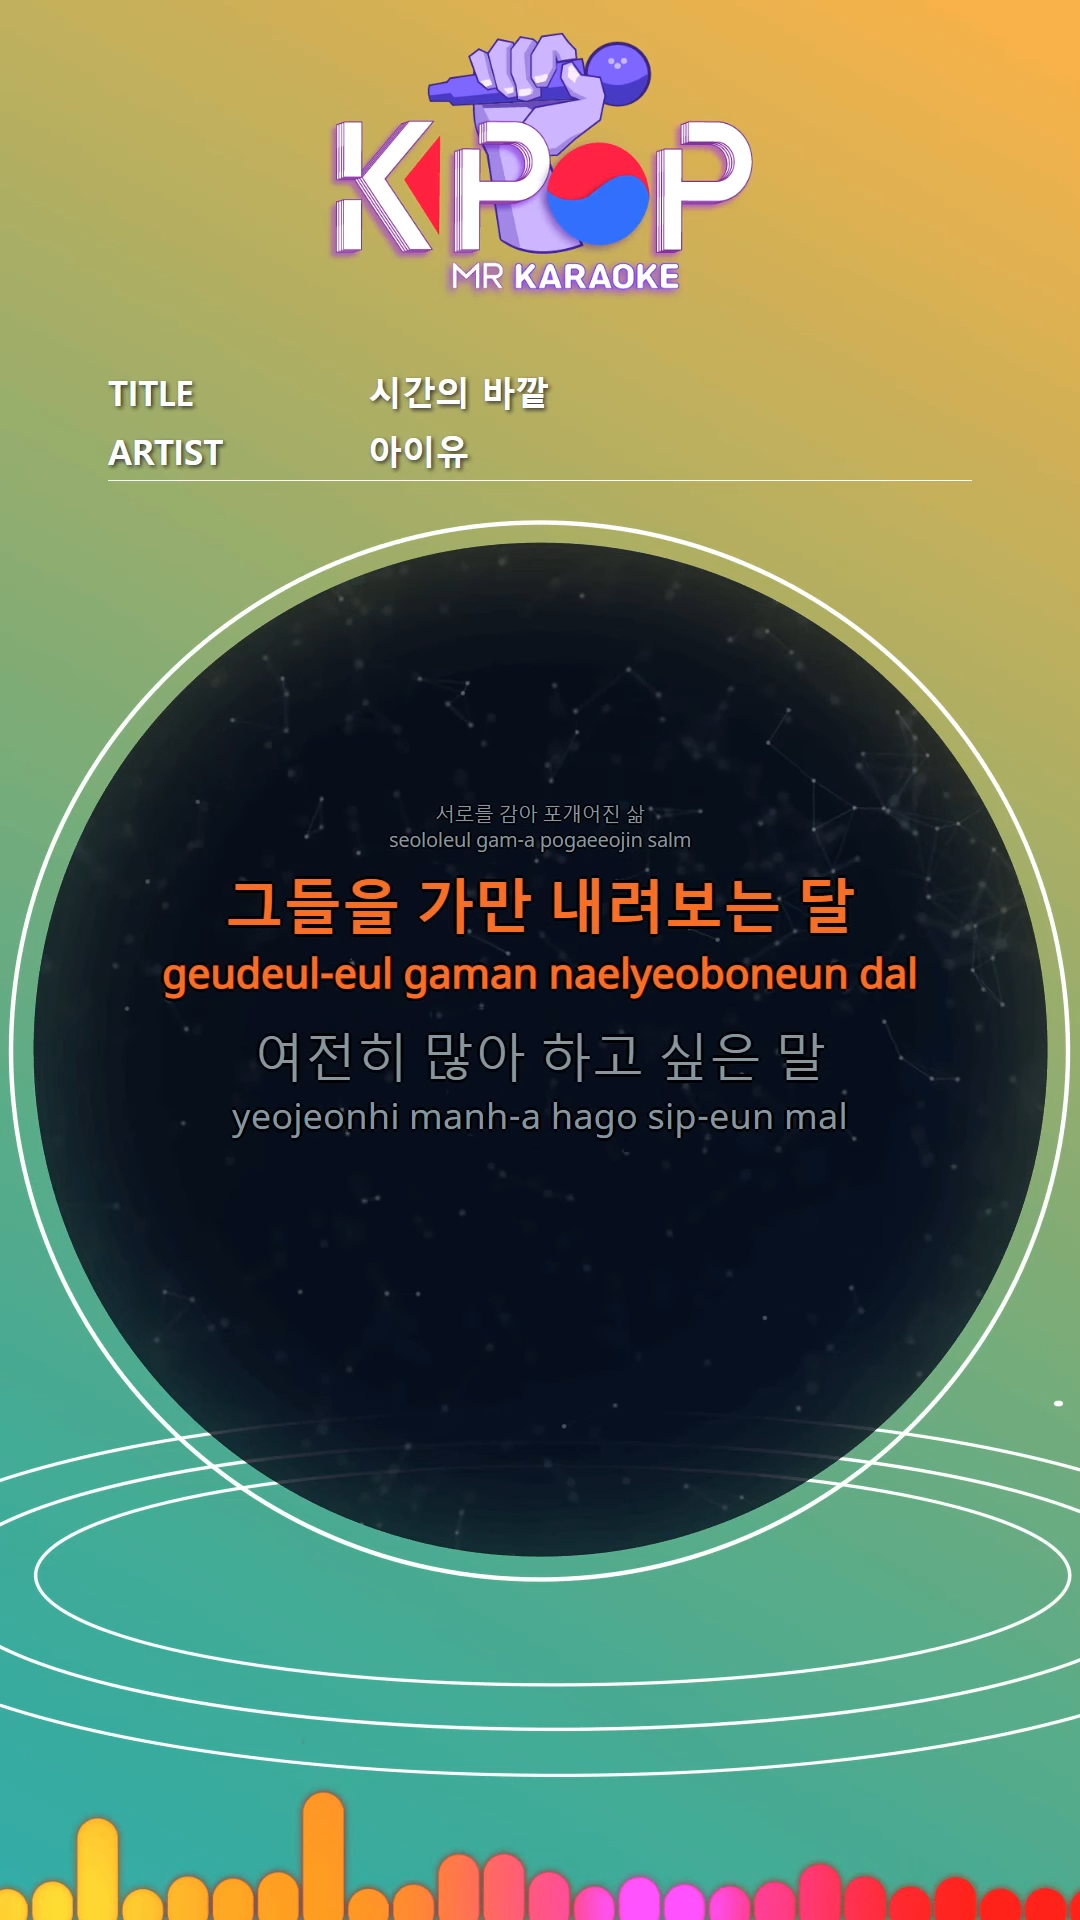 KPOP
MR KARAOKE
TITLE 시간의 바깥
ARTIST 아이유
서로를 감아 포개어진 삶
seololeul gam-a pogaeeojin salm
그들을 가만 내려보는 달
geudeul-eul gaman naelyeoboneun dal
여전히 많아 하고 싶은 말
yeojeonhi manh-a hago sip-eun mal